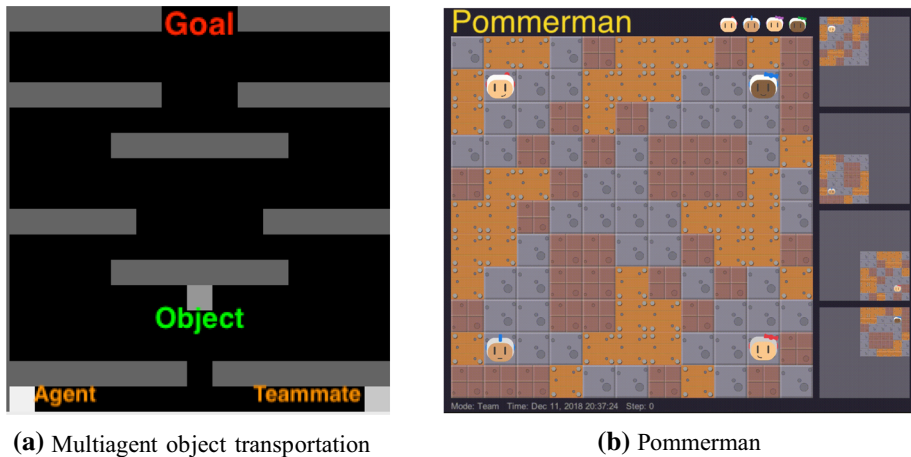 Goal
Object
Agent
Teammate
(a) Multiagent object transportation
Pommerman
Mode: Team Time: Dec 11, 2018 20:37:24 Step: 0
(b) Pommerman